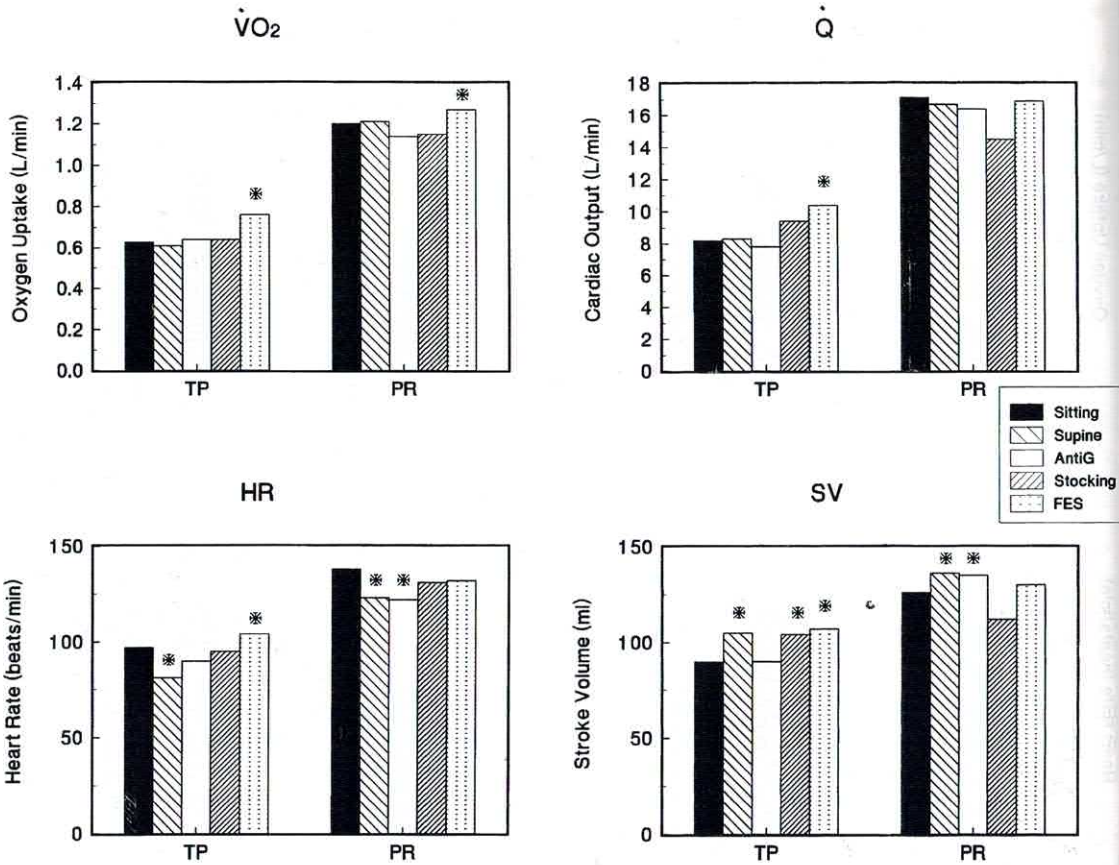 V̇O₂
Oxygen Uptake (L/min)
1.4
1.2
1.0
0.8
0.6
0.4
0.2
0.0
*
*
TP
PR
Q̇
Cardiac Output (L/min)
18
16
14
12
10
8
6
4
2
0
*
TP
PR
Sitting
Supine
AntiG
Stocking
FES
HR
Heart Rate (beats/min)
150
100
50
0
*
*
*
*
TP
PR
SV
Stroke Volume (ml)
150
100
50
0
*
*
*
*
*
TP
PR